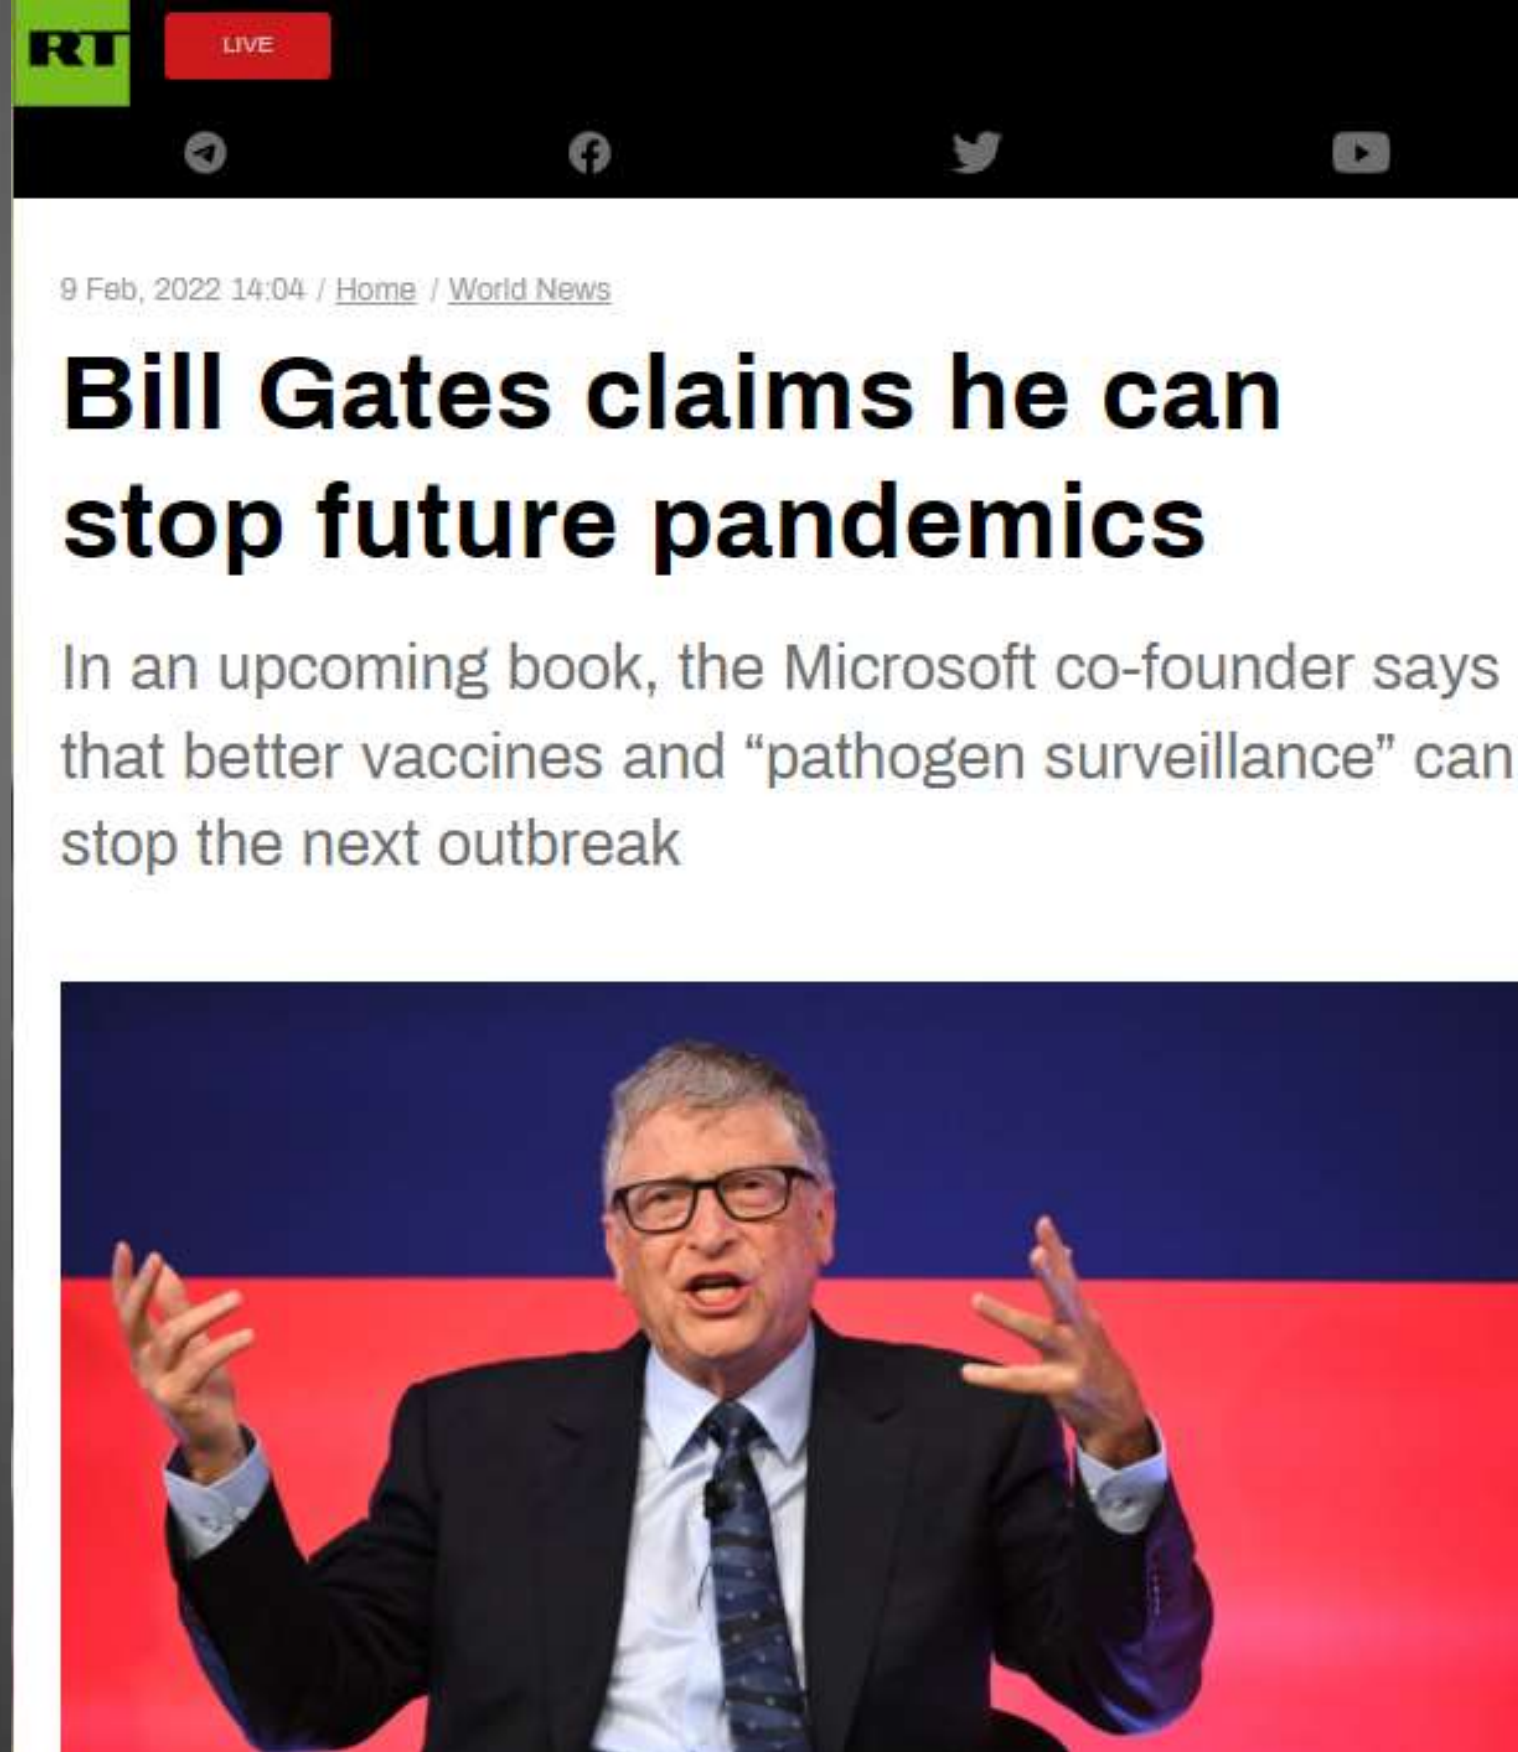 RT
LIVE
9 Feb, 2022 14:04 / Home / World News
Bill Gates claims he can
stop future pandemics
In an upcoming book, the Microsoft co-founder says
that better vaccines and “pathogen surveillance” can
stop the next outbreak